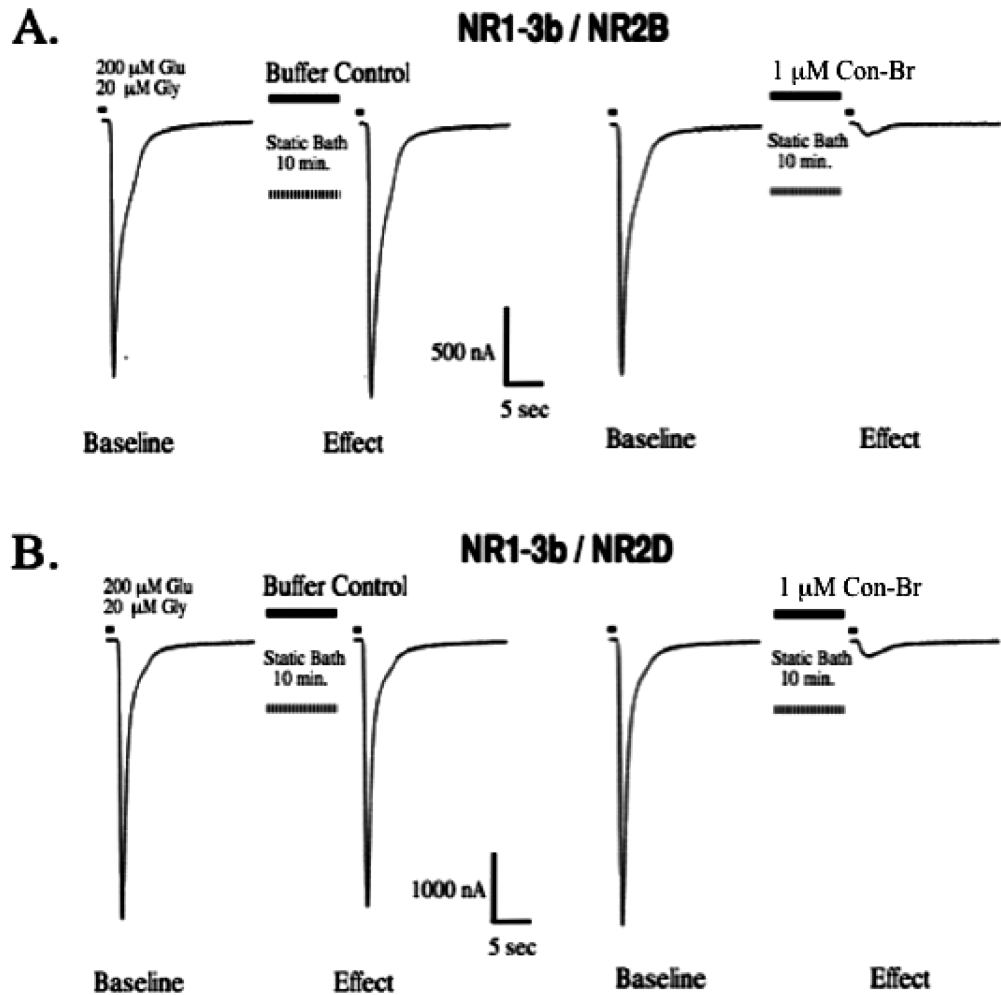 A.
NR1-3b / NR2B
200 µM Glu
20 µM Gly
Buffer Control
1 µM Con-Br
Static Bath
10 min.
Static Bath
10 min.
500 nA
5 sec
Baseline
Effect
Baseline
Effect
B.
NR1-3b / NR2D
200 µM Glu
20 µM Gly
Buffer Control
1 µM Con-Br
Static Bath
10 min.
Static Bath
10 min.
1000 nA
5 sec
Baseline
Effect
Baseline
Effect